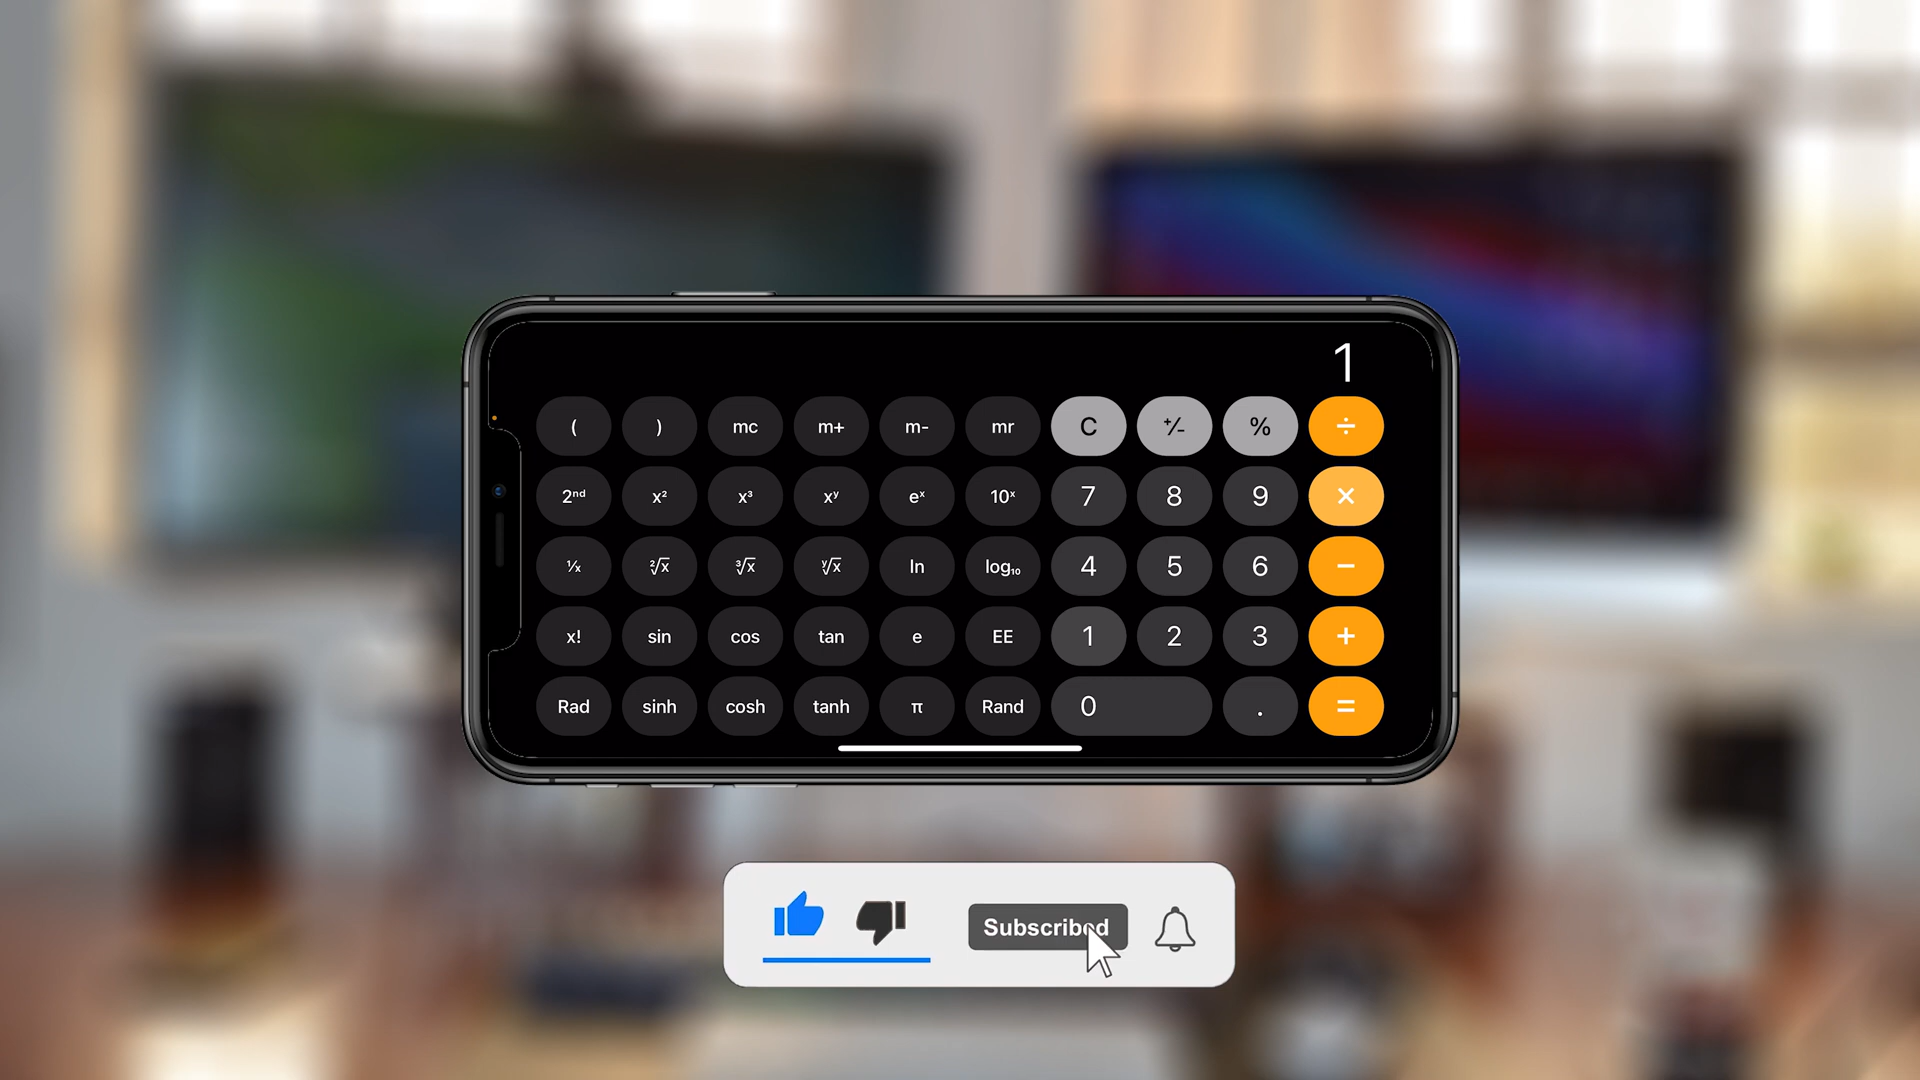 1
( ) mc m+ m- mr C +/- % ÷
2ⁿᵈ x² x³ xʸ eˣ 10ˣ 7 8 9 ×
¹⁄ₓ ²√x ³√x ʸ√x ln log₁₀ 4 5 6 −
x! sin cos tan e EE 1 2 3 +
Rad sinh cosh tanh π Rand 0 . =
Subscribed